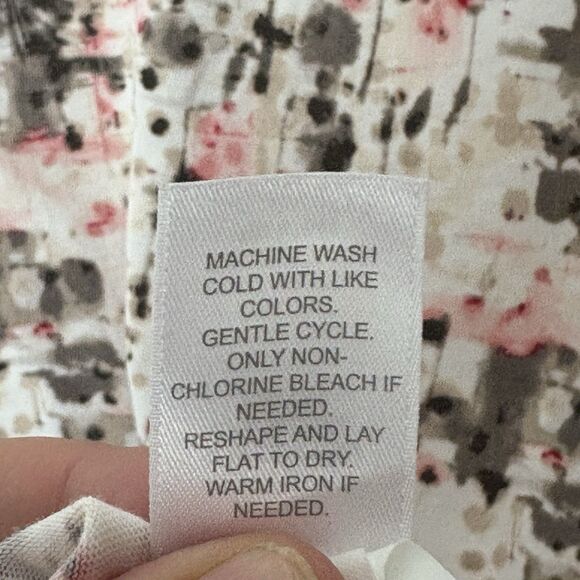 MACHINE WASH
COLD WITH LIKE
COLORS.
GENTLE CYCLE.
ONLY NON-
CHLORINE BLEACH IF
NEEDED.
RESHAPE AND LAY
FLAT TO DRY.
WARM IRON IF
NEEDED.